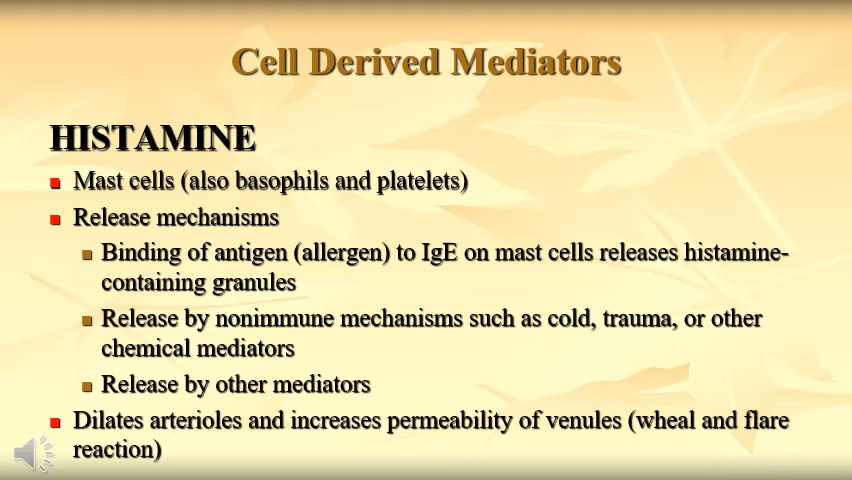 Cell Derived Mediators
HISTAMINE
Mast cells (also basophils and platelets)
Release mechanisms
Binding of antigen (allergen) to IgE on mast cells releases histamine-
containing granules
Release by nonimmune mechanisms such as cold, trauma, or other
chemical mediators
Release by other mediators
Dilates arterioles and increases permeability of venules (wheal and flare
reaction)